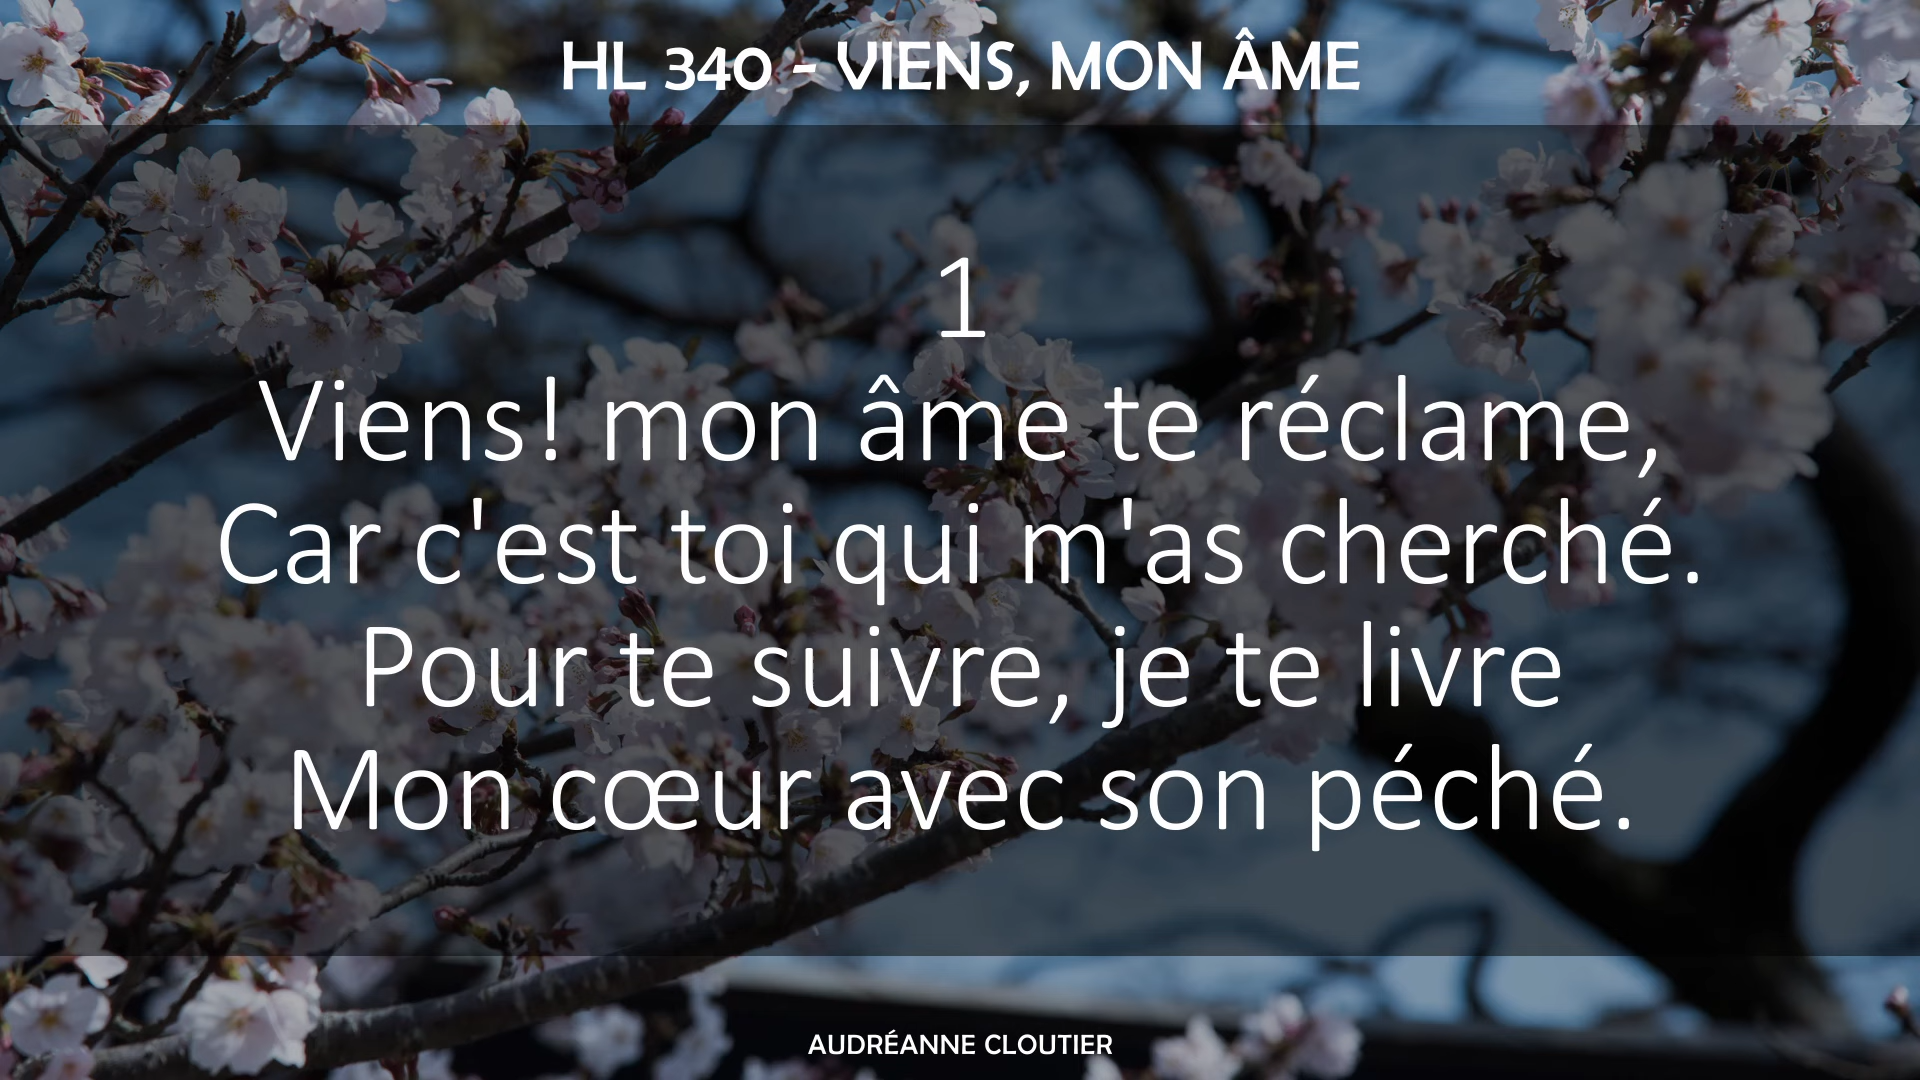 HL 340 - VIENS, MON ÂME
1
Viens! mon âme te réclame,
Car c'est toi qui m'as cherché.
Pour te suivre, je te livre
Mon cœur avec son péché.
AUDRÉANNE CLOUTIER